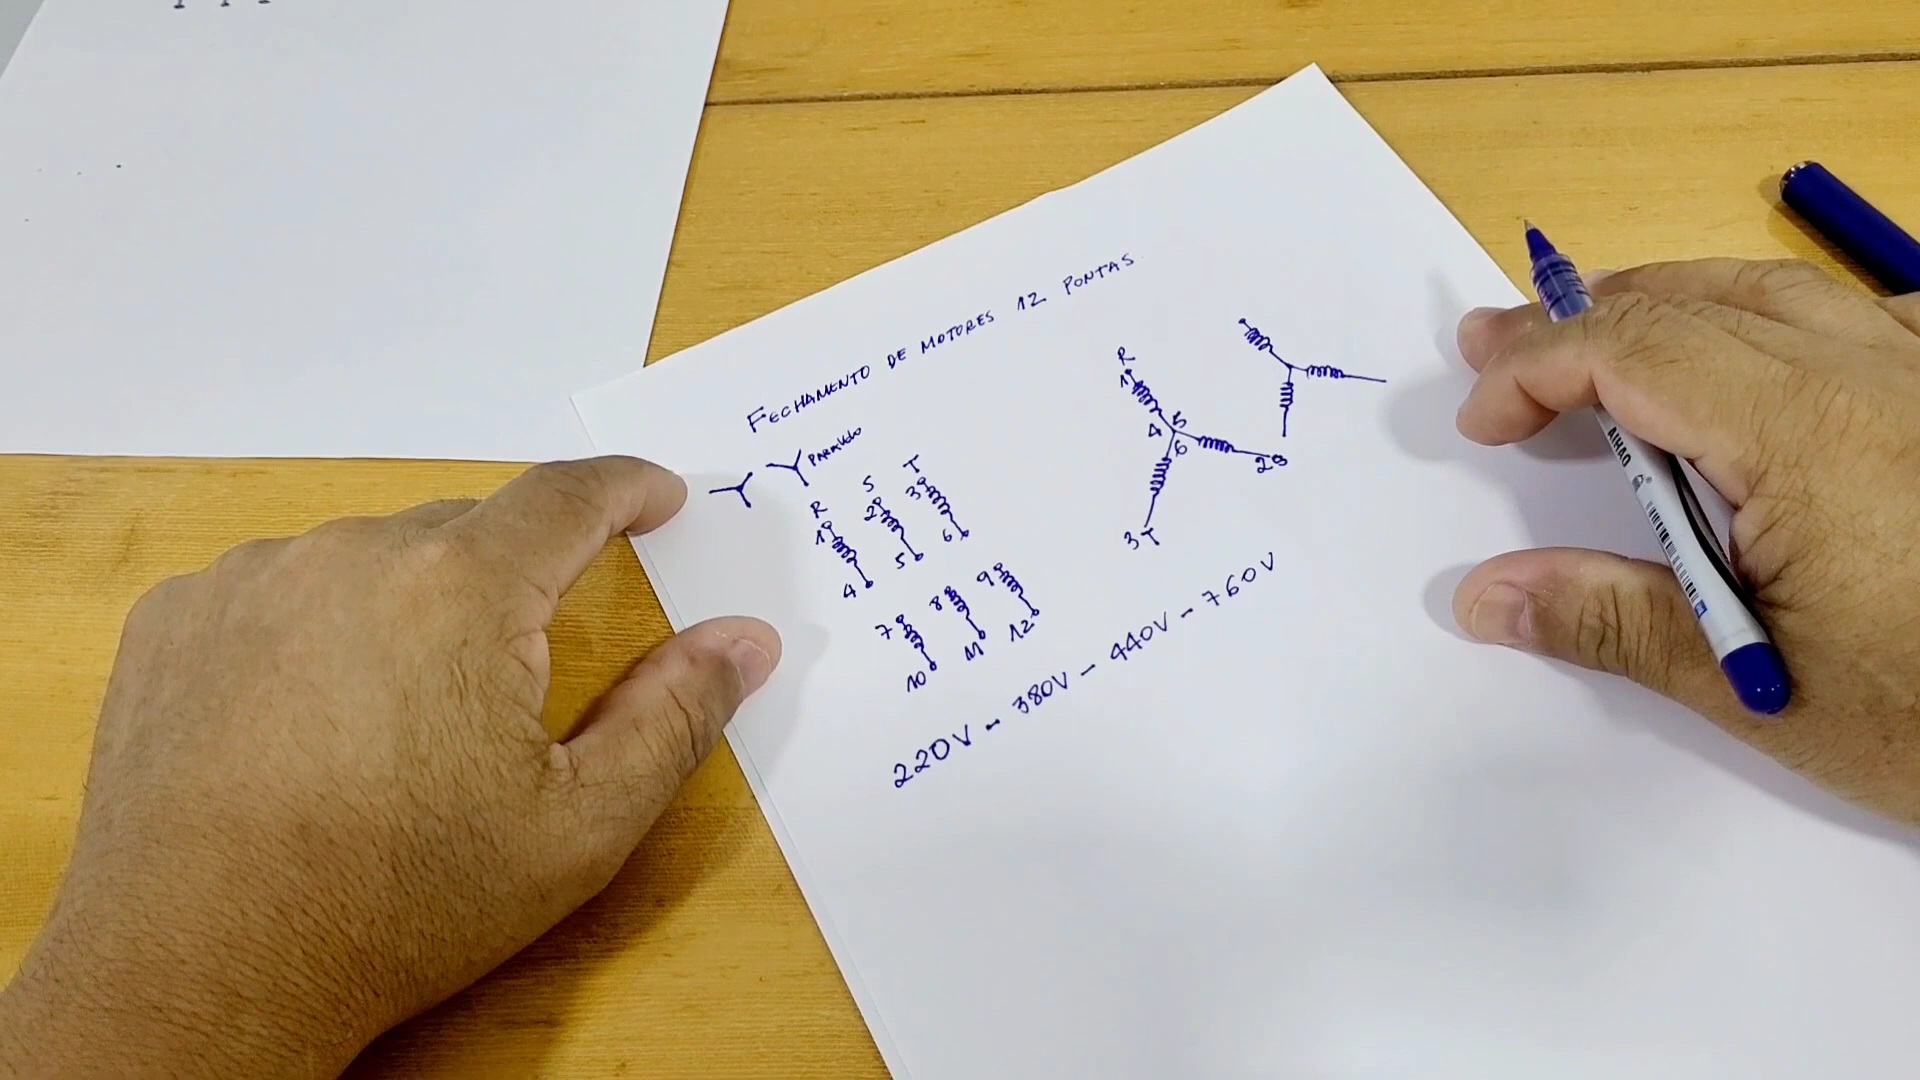 FECHAMENTO DE MOTORES 12 PONTAS
PARALELO
R S T
1 2 3
4 5 6
7 8 9
10 11 12
R
1
4 5
6
2 S
3 T
220V - 380V - 440V - 760V
AIHAO